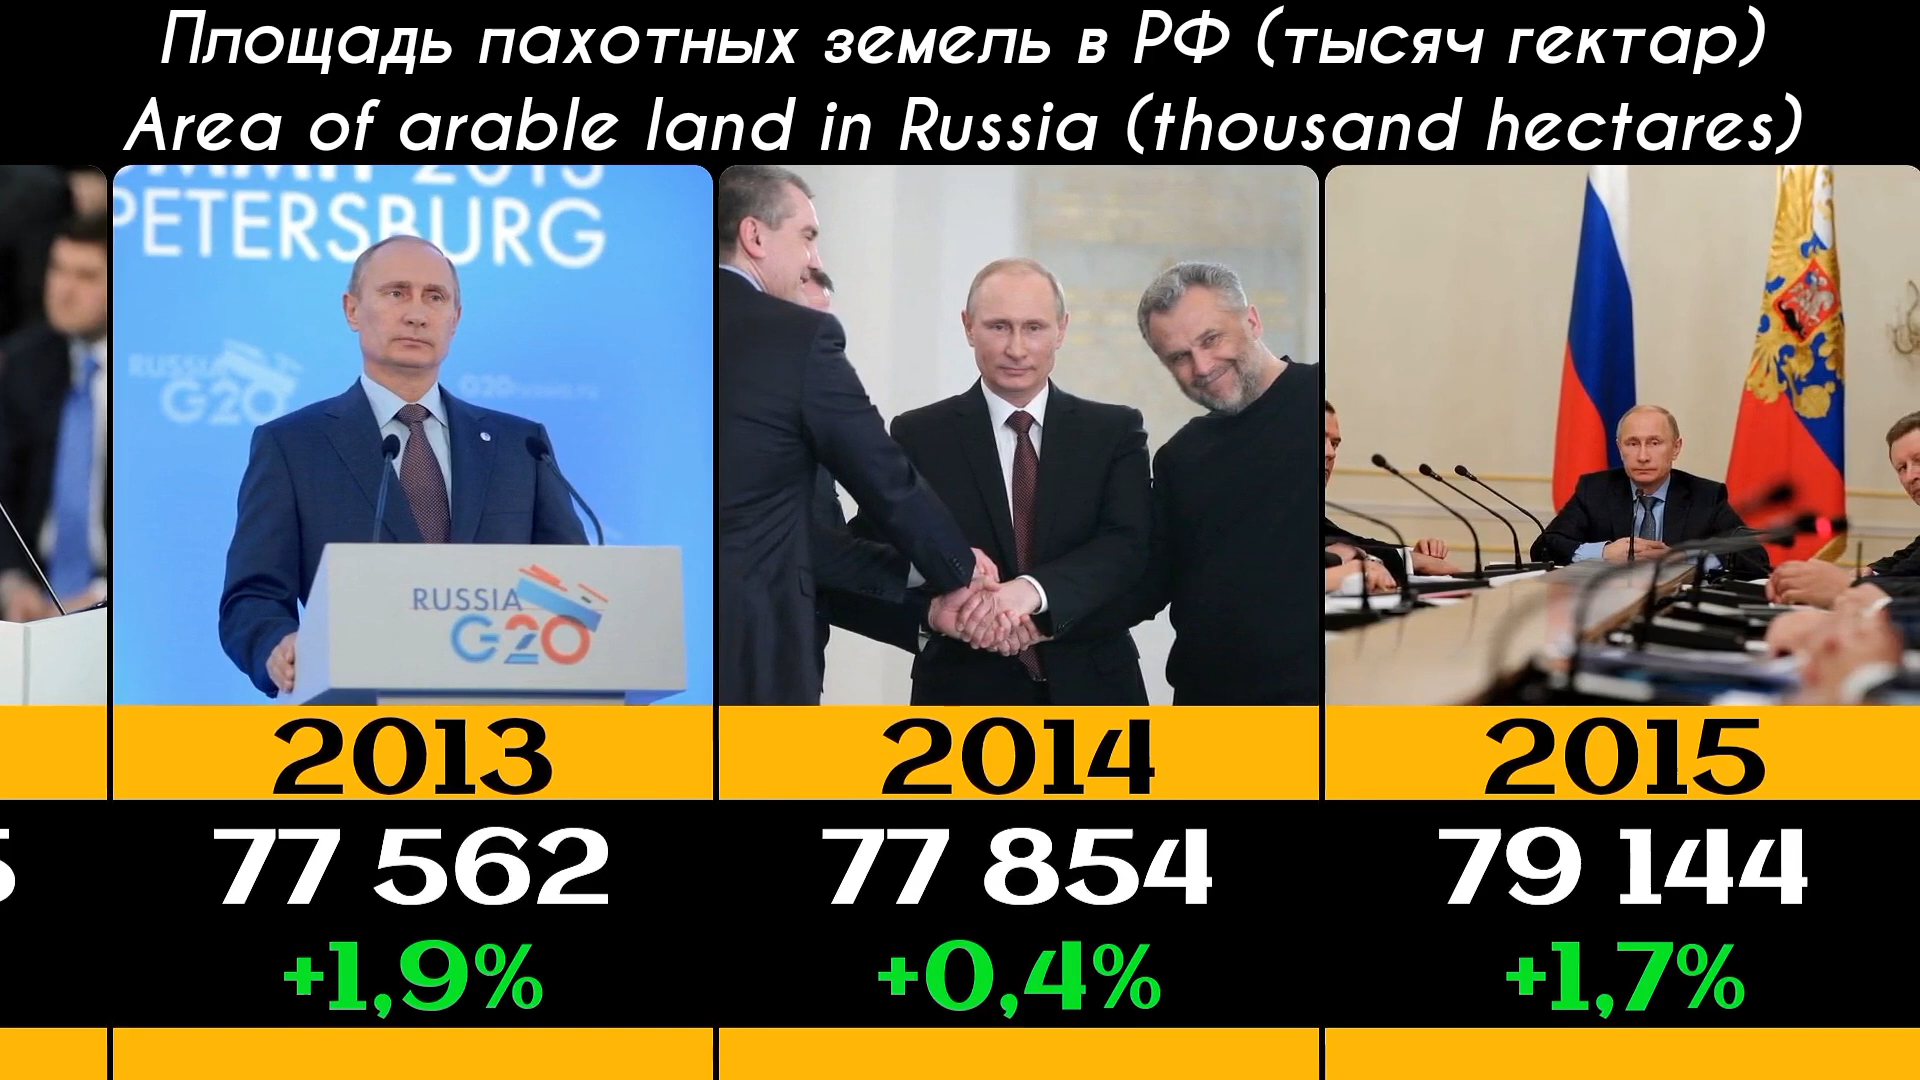 Площадь пахотных земель в РФ (тысяч гектар)
Area of arable land in Russia (thousand hectares)
PETERSBURG
RUSSIA
G20
RUSSIA
G20
2013
2014
2015
77 562
77 854
79 144
+1,9%
+0,4%
+1,7%